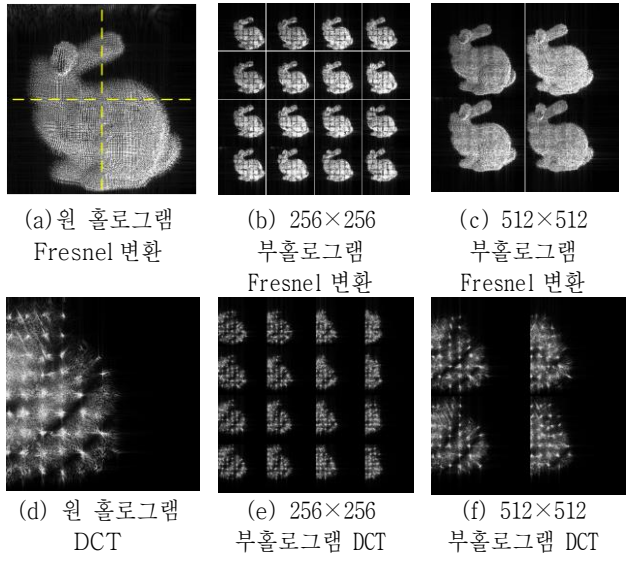 (a)원 홀로그램
Fresnel 변환
(b) 256×256
부홀로그램
Fresnel 변환
(c) 512×512
부홀로그램
Fresnel 변환
(d) 원 홀로그램
DCT
(e) 256×256
부홀로그램 DCT
(f) 512×512
부홀로그램 DCT